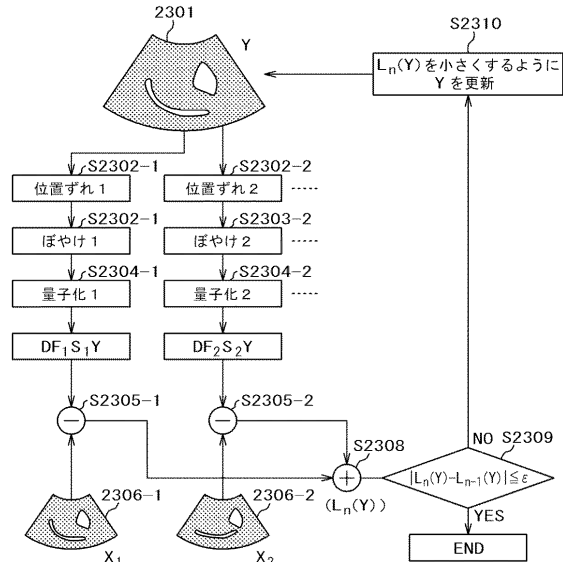 2301
Y
S2310
Ln(Y)を小さくするように
Yを更新
S2302-1
S2302-2
位置ずれ1
位置ずれ2
S2302-1
S2303-2
ぼやけ1
ぼやけ2
S2304-1
S2304-2
量子化1
量子化2
DF1S1Y
DF2S2Y
S2305-1
S2305-2
S2308
NO
S2309
|Ln(Y)-Ln-1(Y)|≦ε
(Ln(Y))
YES
2306-1
2306-2
X1
X2
END